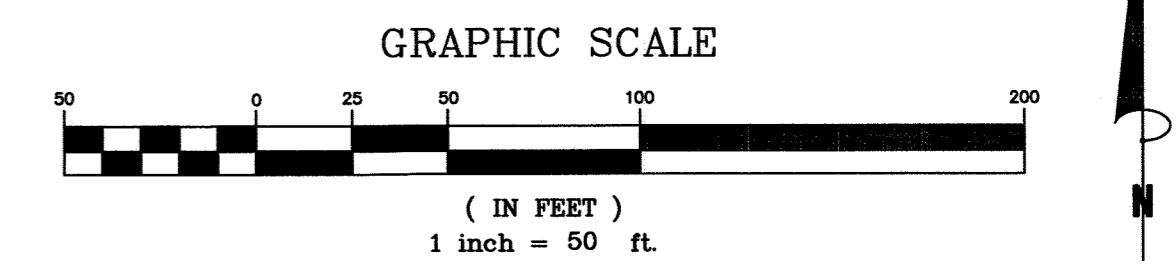 GRAPHIC SCALE
50 0 25 50 100 200
( IN FEET )
1 inch = 50 ft.
N